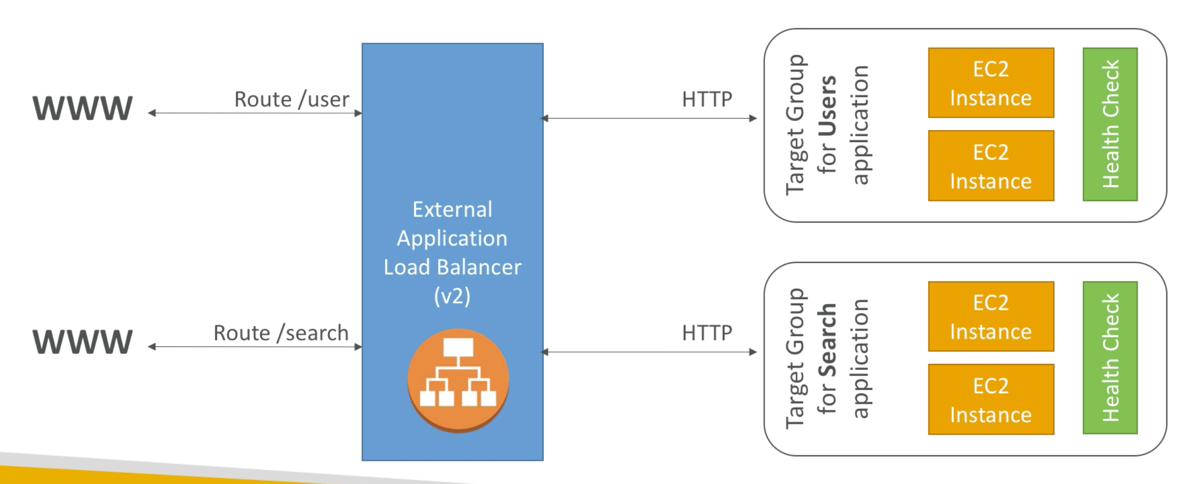 WWW
Route /user
External
Application
Load Balancer
(v2)
HTTP
Target Group
for Users
application
EC2
Instance
EC2
Instance
Health Check
WWW
Route /search
HTTP
Target Group
for Search
application
EC2
Instance
EC2
Instance
Health Check